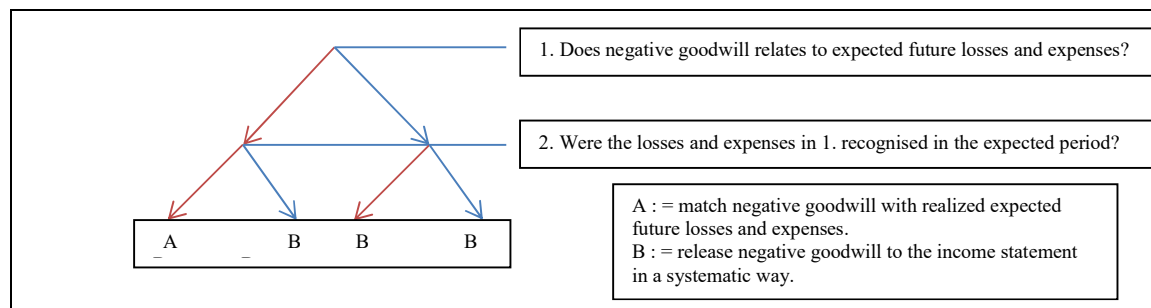 1. Does negative goodwill relates to expected future losses and expenses?
2. Were the losses and expenses in 1. recognised in the expected period?
A : = match negative goodwill with realized expected
future losses and expenses.
B : = release negative goodwill to the income statement
in a systematic way.
A B B B